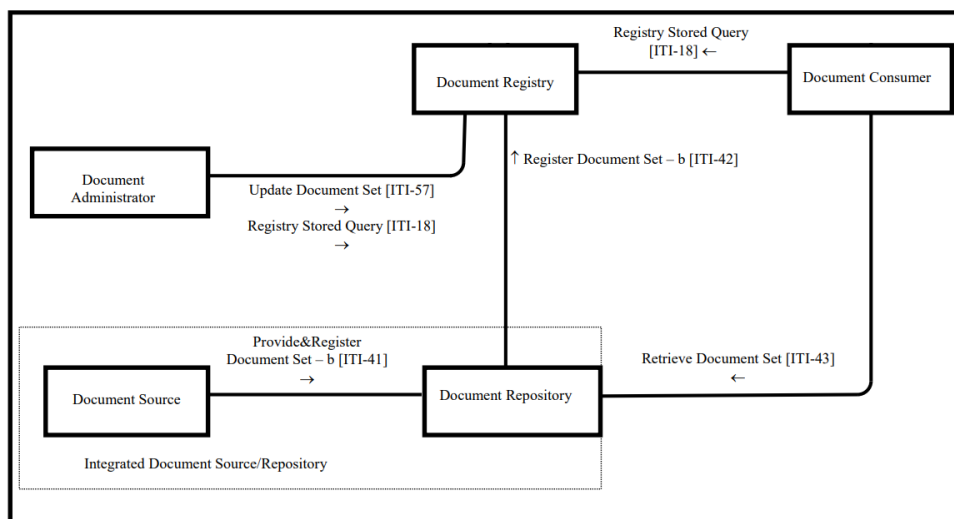 Registry Stored Query
[ITI-18] ←
Document Registry
Document Consumer
↑ Register Document Set – b [ITI-42]
Document
Administrator
Update Document Set [ITI-57]
→
Registry Stored Query [ITI-18]
→
Provide&Register
Document Set – b [ITI-41]
→
Retrieve Document Set [ITI-43]
←
Document Source
Document Repository
Integrated Document Source/Repository